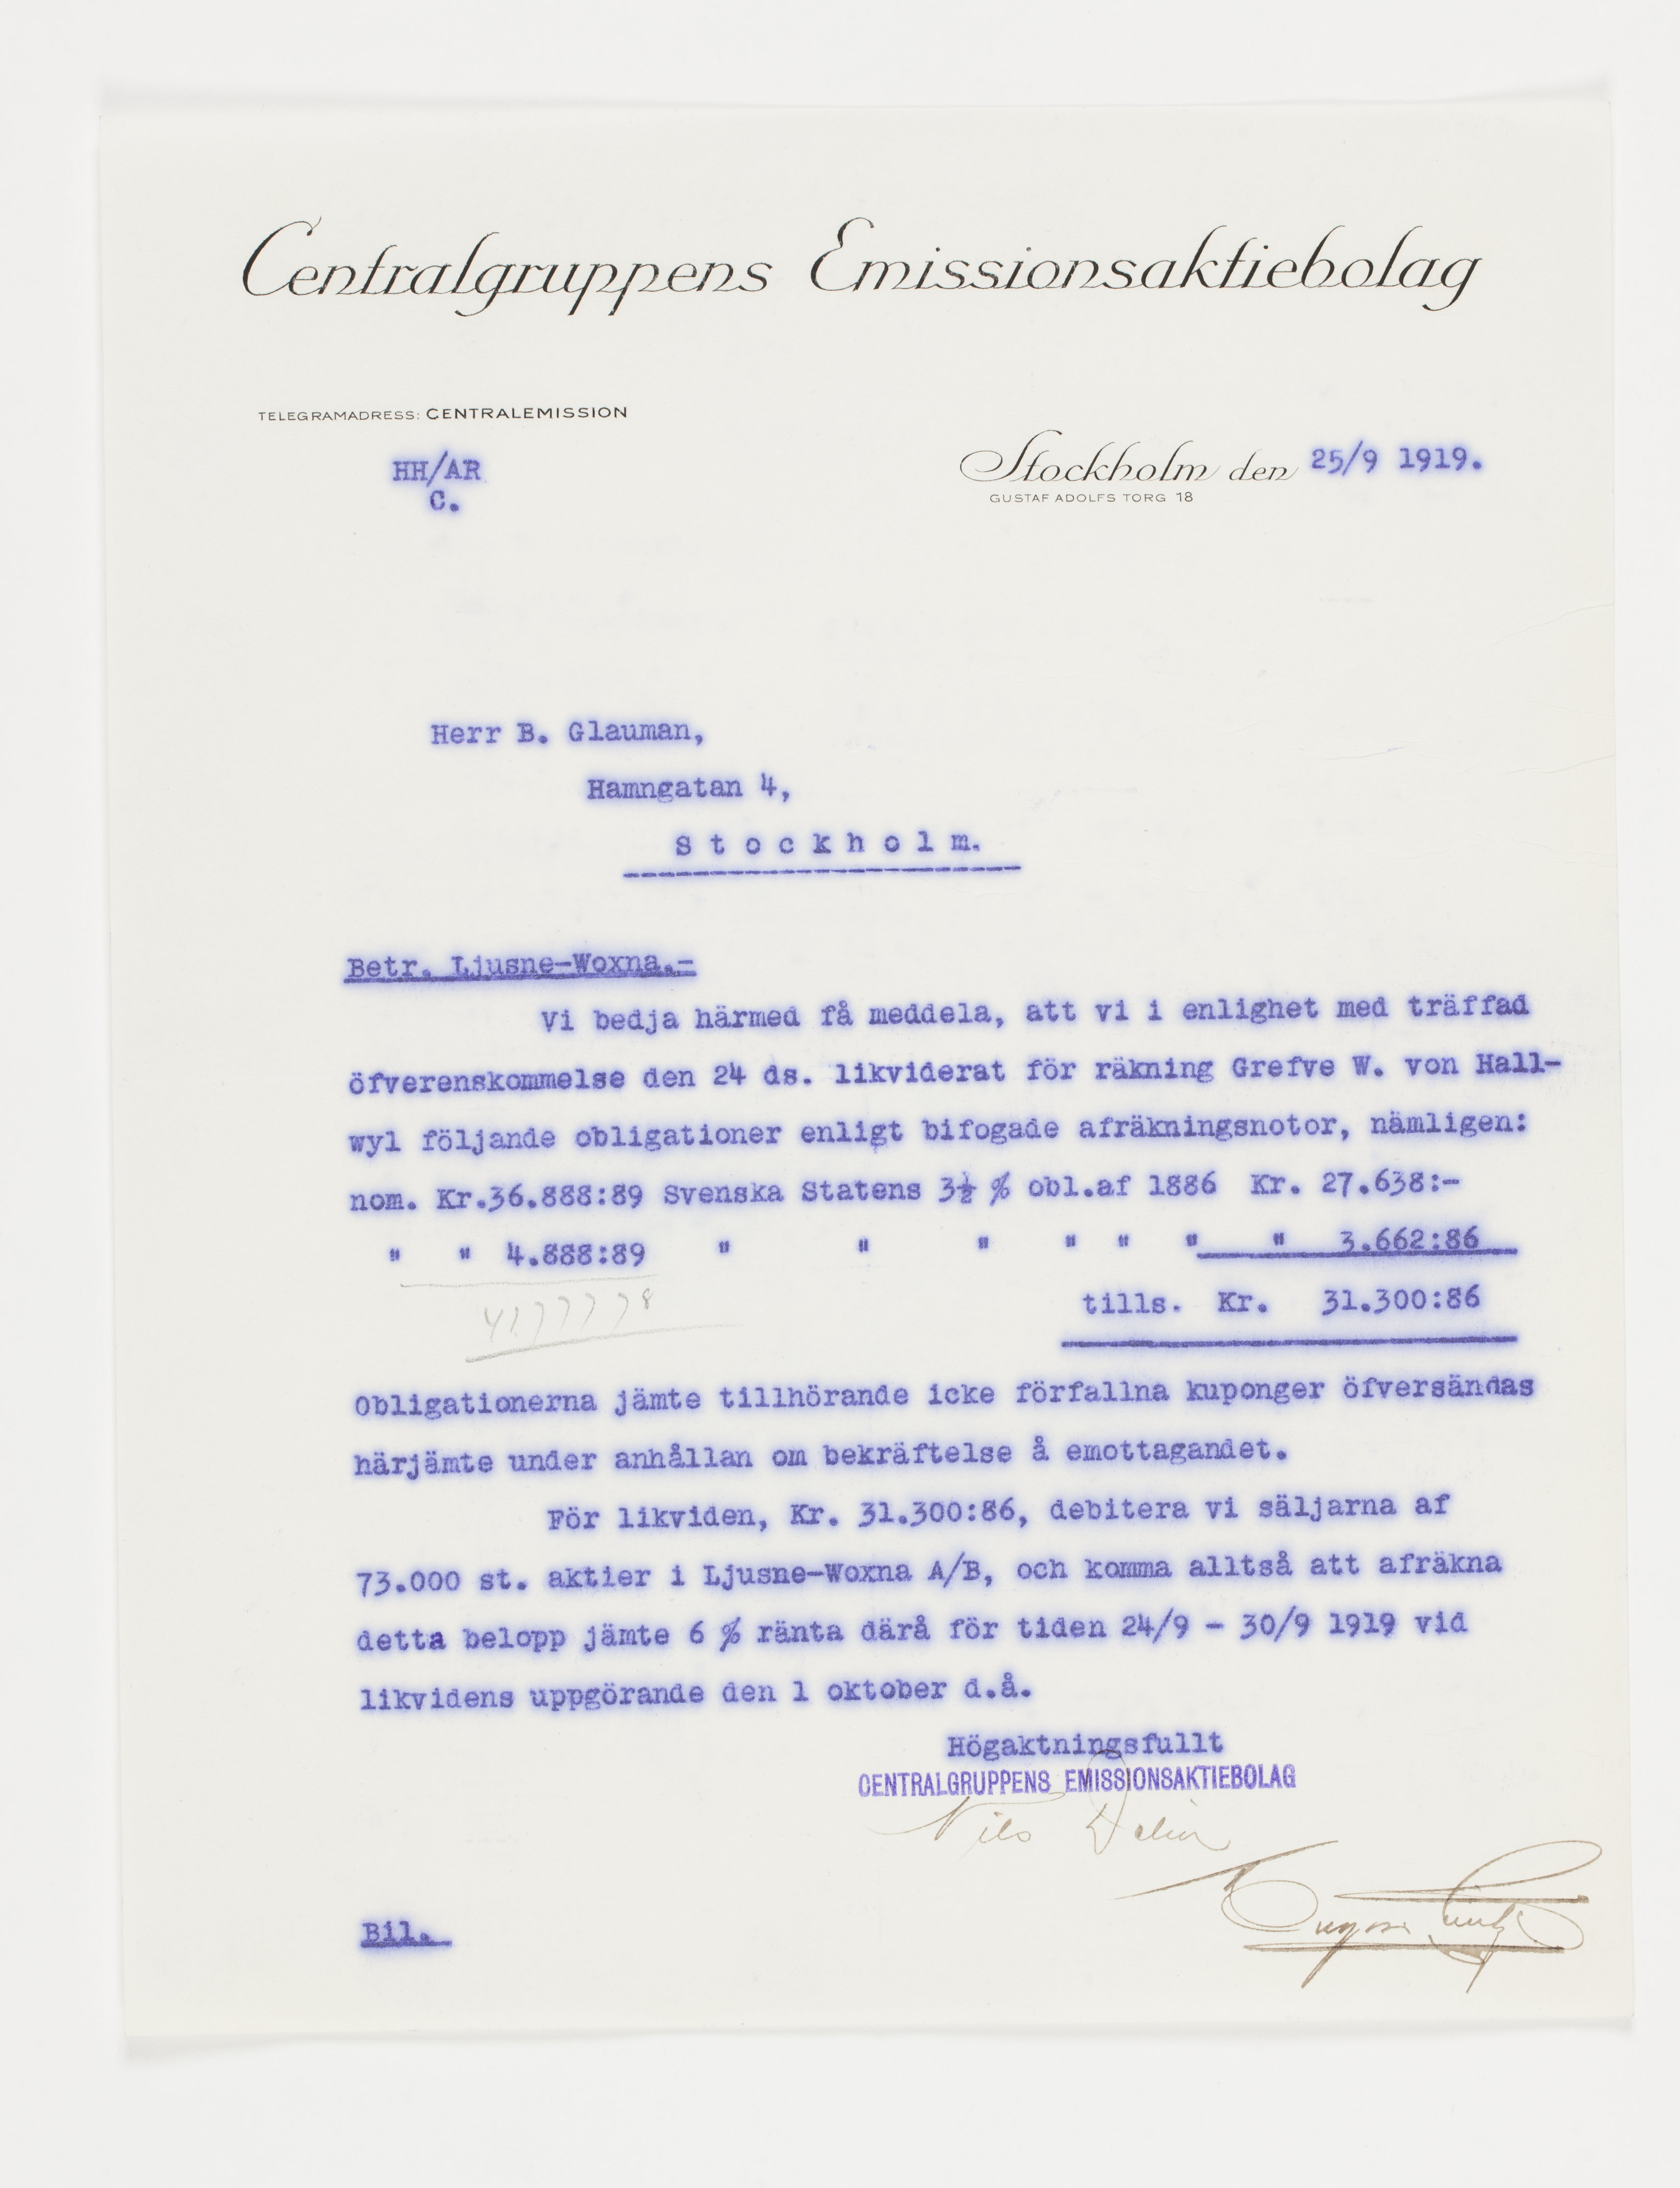 Centralgruppens Emissionsaktiebolag
TELEGRAMADRESS: CENTRALEMISSION
HH/AR
C.
Stockholm den 25/9 1919.
GUSTAF ADOLFS TORG 18
Herr B. Glauman,
Hamngatan 4,
Stockholm.
Betr. Ljusne-Woxna.-
Vi bedja härmed få meddela, att vi i enlighet med träffad
öfverenskommelse den 24 ds. likviderat för räkning Grefve W. von Hall-
wyl följande obligationer enligt bifogade afräkningsnotor, nämligen:
nom. Kr.36.888:89 Svenska Statens 3½ % obl.af 1886 Kr. 27.638:-
" " 4.888:89 " " " " " " " 3.662:86
41.777 78
tills. Kr. 31.300:86
Obligationerna jämte tillhörande icke förfallna kuponger öfversändas
härjämte under anhållan om bekräftelse å emottagandet.
För likviden, Kr. 31.300:86, debitera vi säljarna af
73.000 st. aktier i Ljusne-Woxna A/B, och komma alltså att afräkna
detta belopp jämte 6 % ränta därå för tiden 24/9 - 30/9 1919 vid
likvidens uppgörande den 1 oktober d.å.
Högaktningsfullt
CENTRALGRUPPENS EMISSIONSAKTIEBOLAG
Nils
Bil.